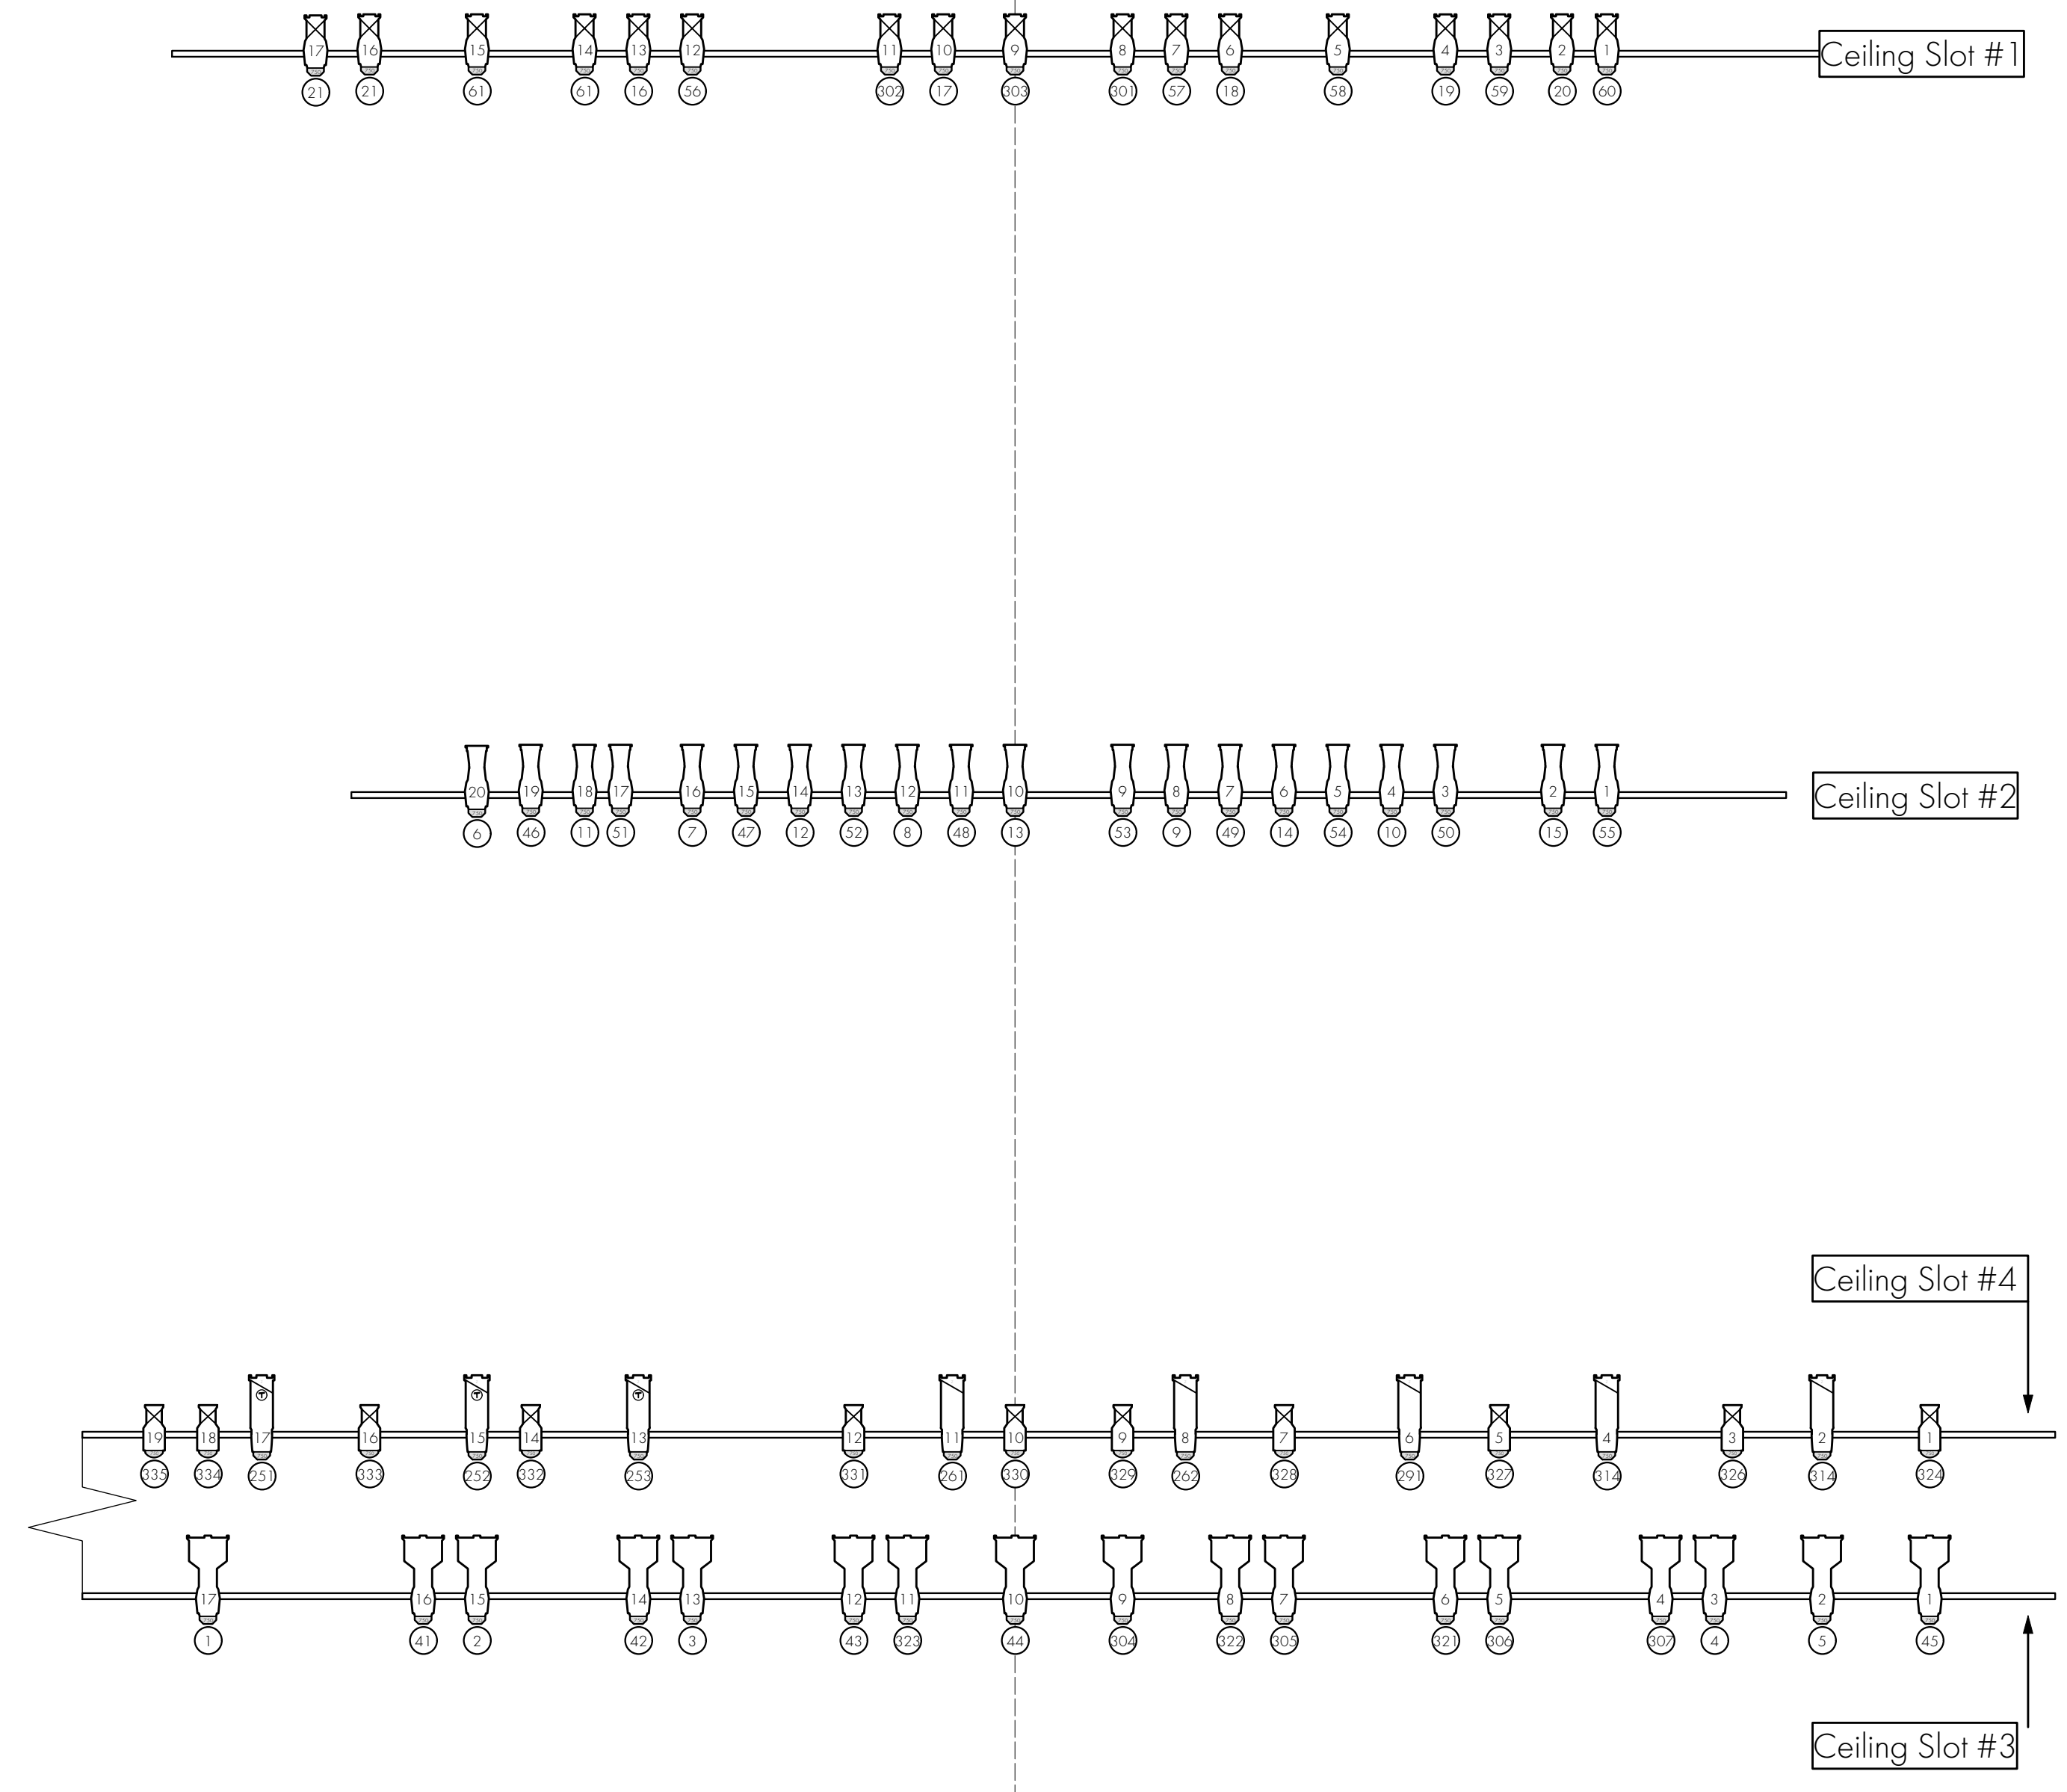 17 16 15 14 13 12 11 10 9 8 7 6 5 4 3 2 1 Ceiling Slot #1
21 21 61 61 16 56 302 17 303 301 57 18 58 19 59 20 60
20 19 18 17 16 15 14 13 12 11 10 9 8 7 6 5 4 3 2 1 Ceiling Slot #2
6 46 11 51 7 47 12 52 8 48 13 53 9 49 14 54 10 50 15 55
Ceiling Slot #4
T T T
19 18 17 16 15 14 13 12 11 10 9 8 7 6 5 4 3 2 1
335 334 251 333 252 332 253 331 261 330 329 262 328 291 327 314 326 314 324
17 16 15 14 13 12 11 10 9 8 7 6 5 4 3 2 1
1 41 2 42 3 43 323 44 304 322 305 321 306 307 4 5 45
Ceiling Slot #3